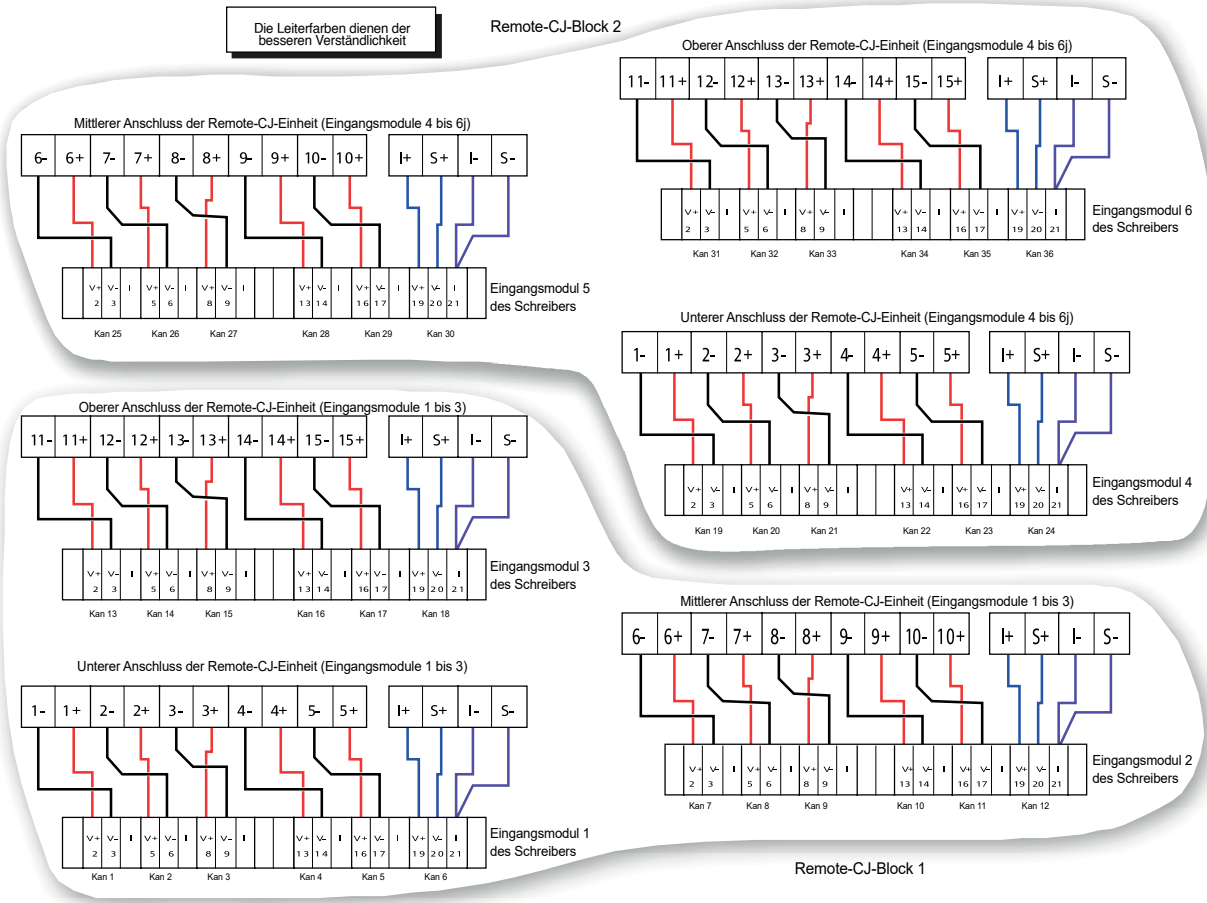 Die Leiterfarben dienen der
besseren Verständlichkeit
Remote-CJ-Block 2
Mittlerer Anschluss der Remote-CJ-Einheit (Eingangsmodule 4 bis 6j)
6- 6+ 7- 7+ 8- 8+ 9- 9+ 10- 10+ I+ S+ I- S-
V+ V- I V+ V- I V+ V- I V+ V- I V+ V- I V+ V- I
2 3 5 6 8 9 13 14 16 17 19 20 21
Kan 25 Kan 26 Kan 27 Kan 28 Kan 29 Kan 30
Eingangsmodul 5
des Schreibers
Oberer Anschluss der Remote-CJ-Einheit (Eingangsmodule 4 bis 6j)
11- 11+ 12- 12+ 13- 13+ 14- 14+ 15- 15+ I+ S+ I- S-
V+ V- I V+ V- I V+ V- I V+ V- I V+ V- I V+ V- I
2 3 5 6 8 9 13 14 16 17 19 20 21
Kan 31 Kan 32 Kan 33 Kan 34 Kan 35 Kan 36
Eingangsmodul 6
des Schreibers
Unterer Anschluss der Remote-CJ-Einheit (Eingangsmodule 4 bis 6j)
1- 1+ 2- 2+ 3- 3+ 4- 4+ 5- 5+ I+ S+ I- S-
V+ V- I V+ V- I V+ V- I V+ V- I V+ V- I V+ V- I
2 3 5 6 8 9 13 14 16 17 19 20 21
Kan 19 Kan 20 Kan 21 Kan 22 Kan 23 Kan 24
Eingangsmodul 4
des Schreibers
Oberer Anschluss der Remote-CJ-Einheit (Eingangsmodule 1 bis 3)
11- 11+ 12- 12+ 13- 13+ 14- 14+ 15- 15+ I+ S+ I- S-
V+ V- I V+ V- I V+ V- I V+ V- I V+ V- I V+ V- I
2 3 5 6 8 9 13 14 16 17 19 20 21
Kan 13 Kan 14 Kan 15 Kan 16 Kan 17 Kan 18
Eingangsmodul 3
des Schreibers
Unterer Anschluss der Remote-CJ-Einheit (Eingangsmodule 1 bis 3)
1- 1+ 2- 2+ 3- 3+ 4- 4+ 5- 5+ I+ S+ I- S-
V+ V- I V+ V- I V+ V- I V+ V- I V+ V- I V+ V- I
2 3 5 6 8 9 13 14 16 17 19 20 21
Kan 1 Kan 2 Kan 3 Kan 4 Kan 5 Kan 6
Eingangsmodul 1
des Schreibers
Mittlerer Anschluss der Remote-CJ-Einheit (Eingangsmodule 1 bis 3)
6- 6+ 7- 7+ 8- 8+ 9- 9+ 10- 10+ I+ S+ I- S-
V+ V- I V+ V- I V+ V- I V+ V- I V+ V- I V+ V- I
2 3 5 6 8 9 13 14 16 17 19 20 21
Kan 7 Kan 8 Kan 9 Kan 10 Kan 11 Kan 12
Eingangsmodul 2
des Schreibers
Remote-CJ-Block 1